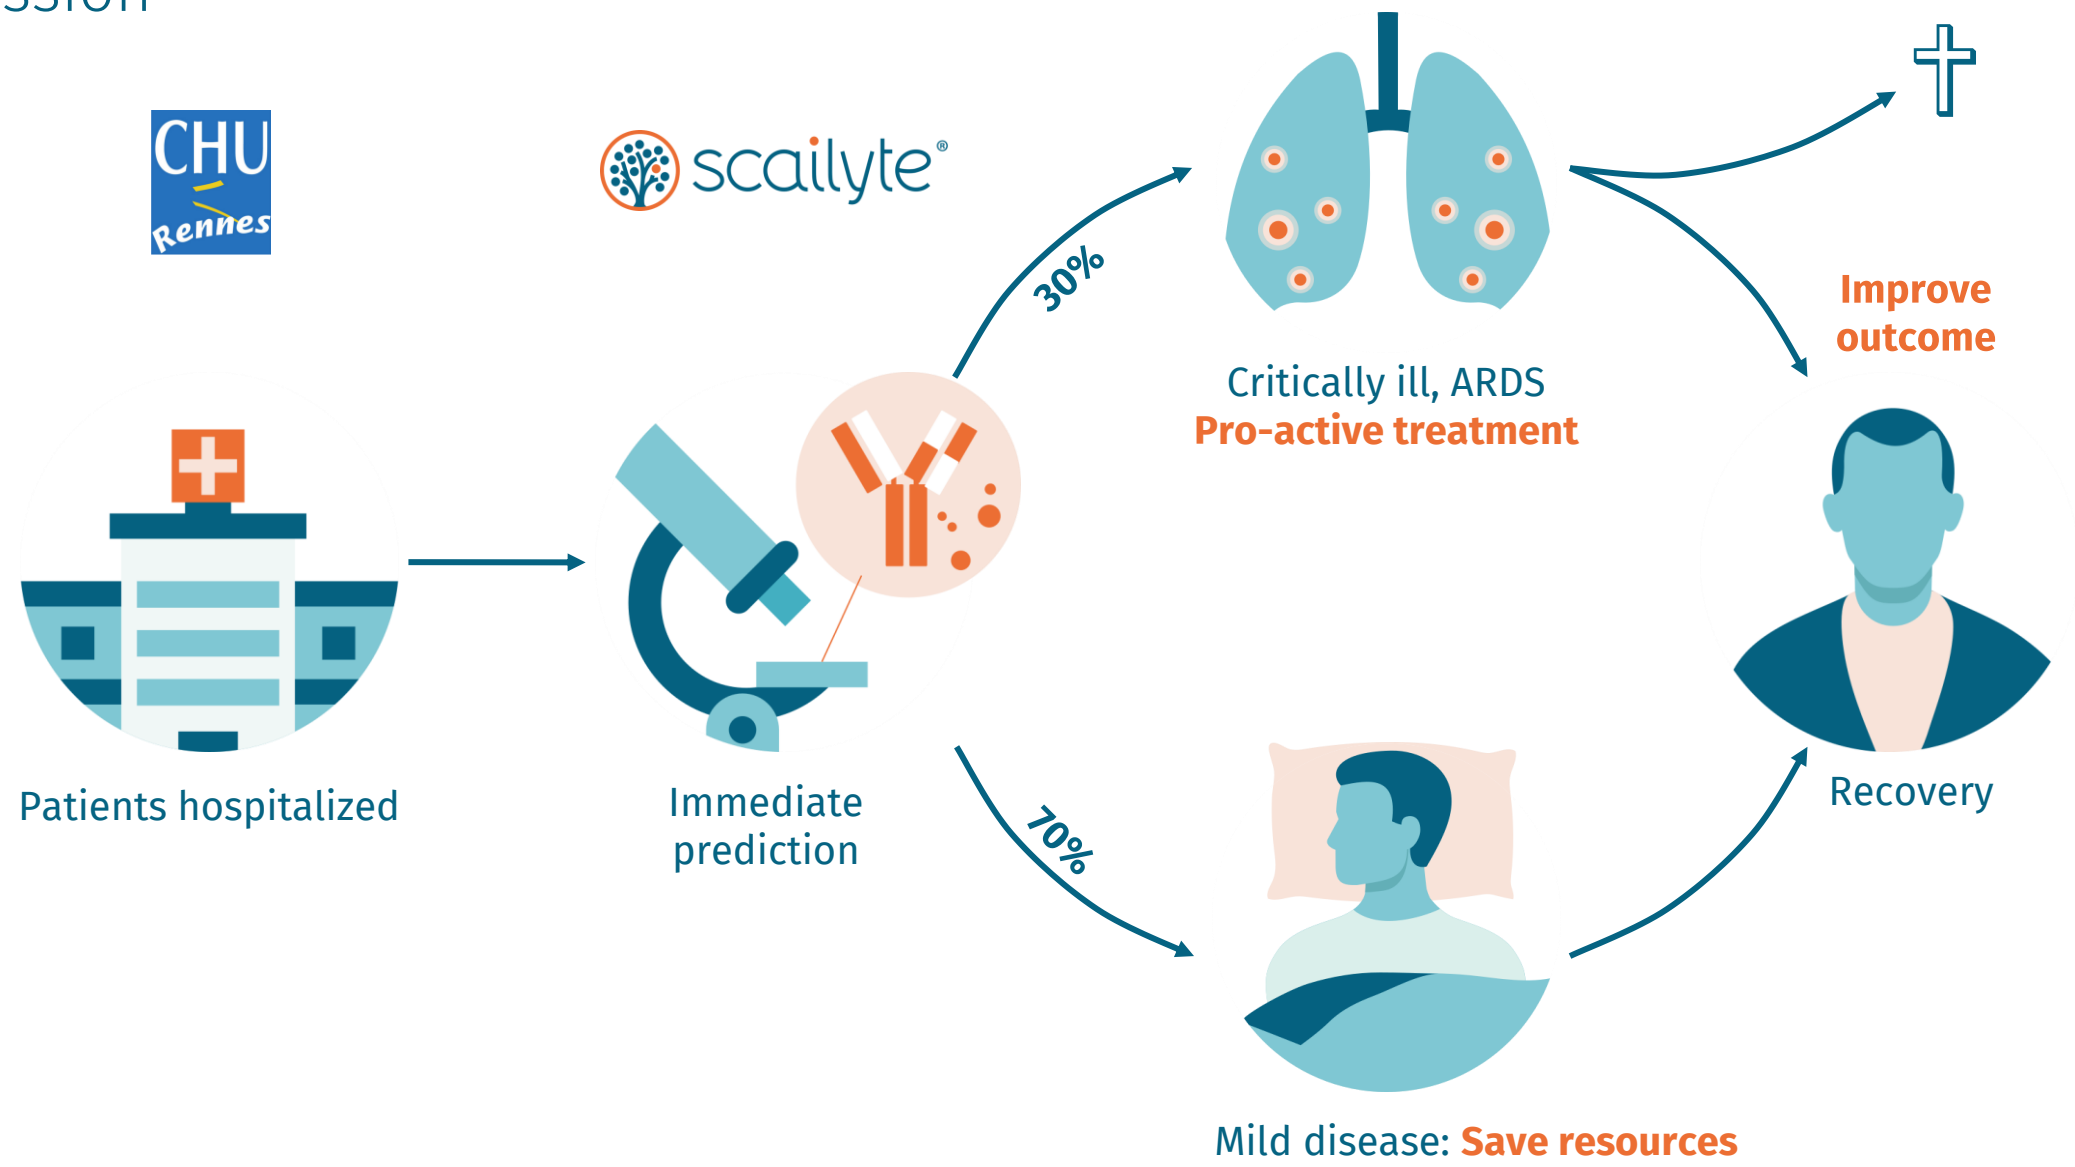 CHU
Rennes
scailyte®
30%
Critically ill, ARDS
Pro-active treatment
Improve
outcome
Patients hospitalized
Immediate
prediction
70%
Recovery
Mild disease: Save resources